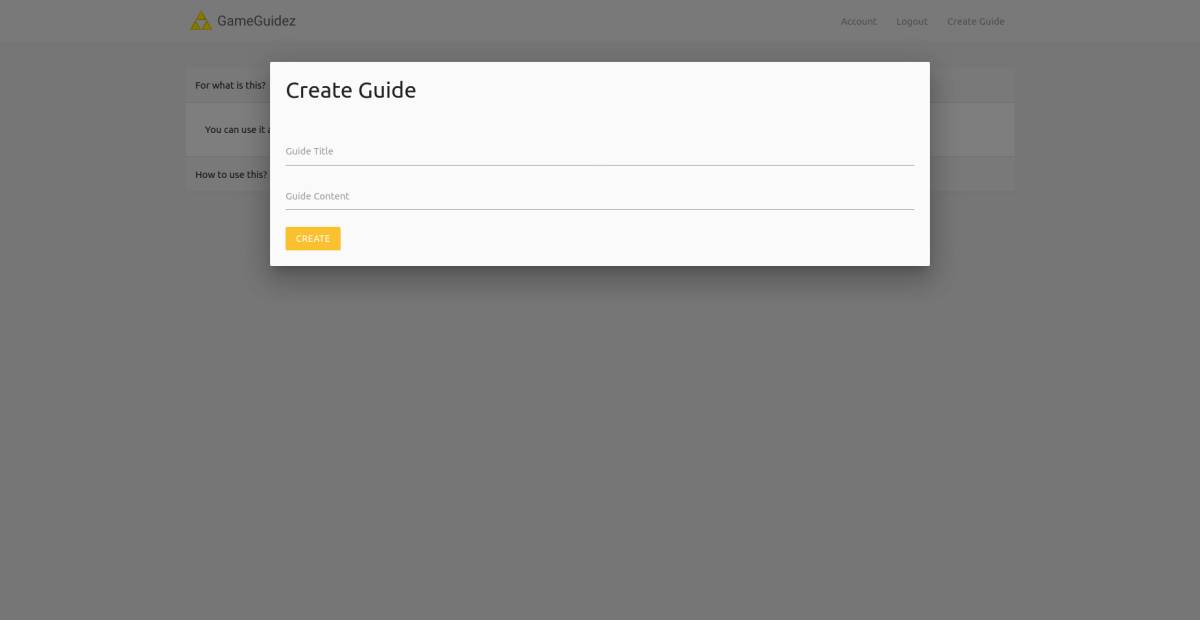 GameGuidez
Account Logout Create Guide
For what is this?
You can use it
How to use this?
Create Guide
Guide Title
Guide Content
CREATE